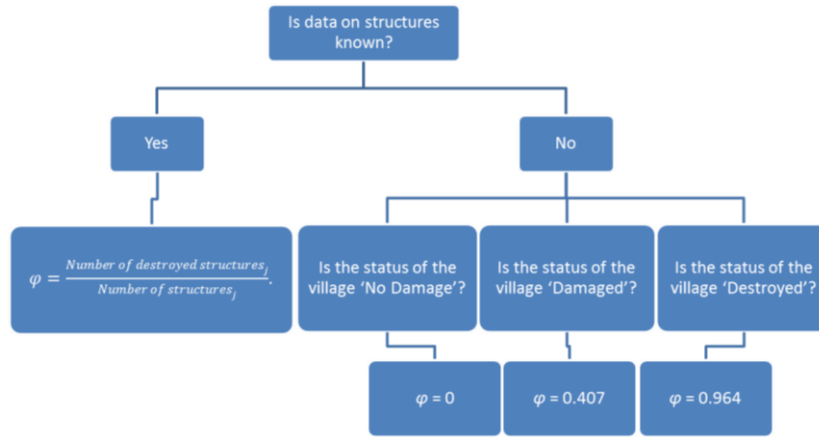 Is data on structures
known?
Yes
No
φ = Number of destroyed structures_j / Number of structures_j.
Is the status of the
village ‘No Damage’?
Is the status of the
village ‘Damaged’?
Is the status of the
village ‘Destroyed’?
φ = 0
φ = 0.407
φ = 0.964